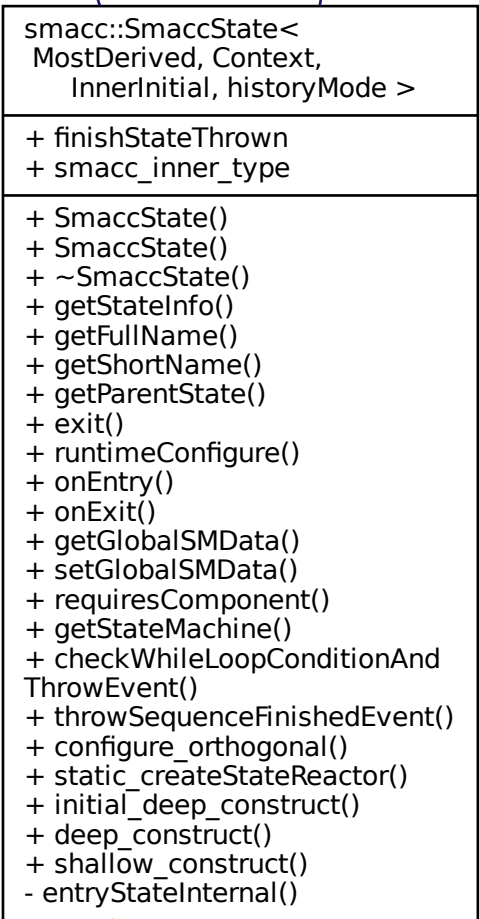 smacc::SmaccState<
MostDerived, Context,
InnerInitial, historyMode >
+ finishStateThrown
+ smacc_inner_type
+ SmaccState()
+ SmaccState()
+ ~SmaccState()
+ getStateInfo()
+ getFullName()
+ getShortName()
+ getParentState()
+ exit()
+ runtimeConfigure()
+ onEntry()
+ onExit()
+ getGlobalSMData()
+ setGlobalSMData()
+ requiresComponent()
+ getStateMachine()
+ checkWhileLoopConditionAnd
ThrowEvent()
+ throwSequenceFinishedEvent()
+ configure_orthogonal()
+ static_createStateReactor()
+ initial_deep_construct()
+ deep_construct()
+ shallow_construct()
- entryStateInternal()